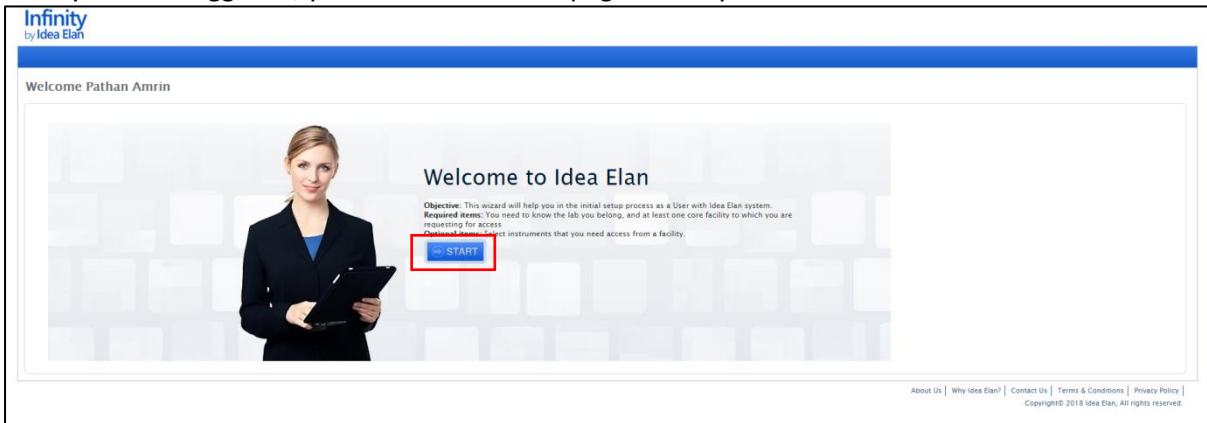 Infinity
by Idea Elan
Welcome Pathan Amrin
Welcome to Idea Elan
Objective: This wizard will help you in the initial setup process as a User with Idea Elan system.
Required items: You need to know the lab you belong, and at least one core facility to which you are
requesting for access
Optional items: Select instruments that you need access from a facility.
START
About Us | Why Idea Elan? | Contact Us | Terms & Conditions | Privacy Policy |
Copyright© 2018 Idea Elan, All rights reserved.